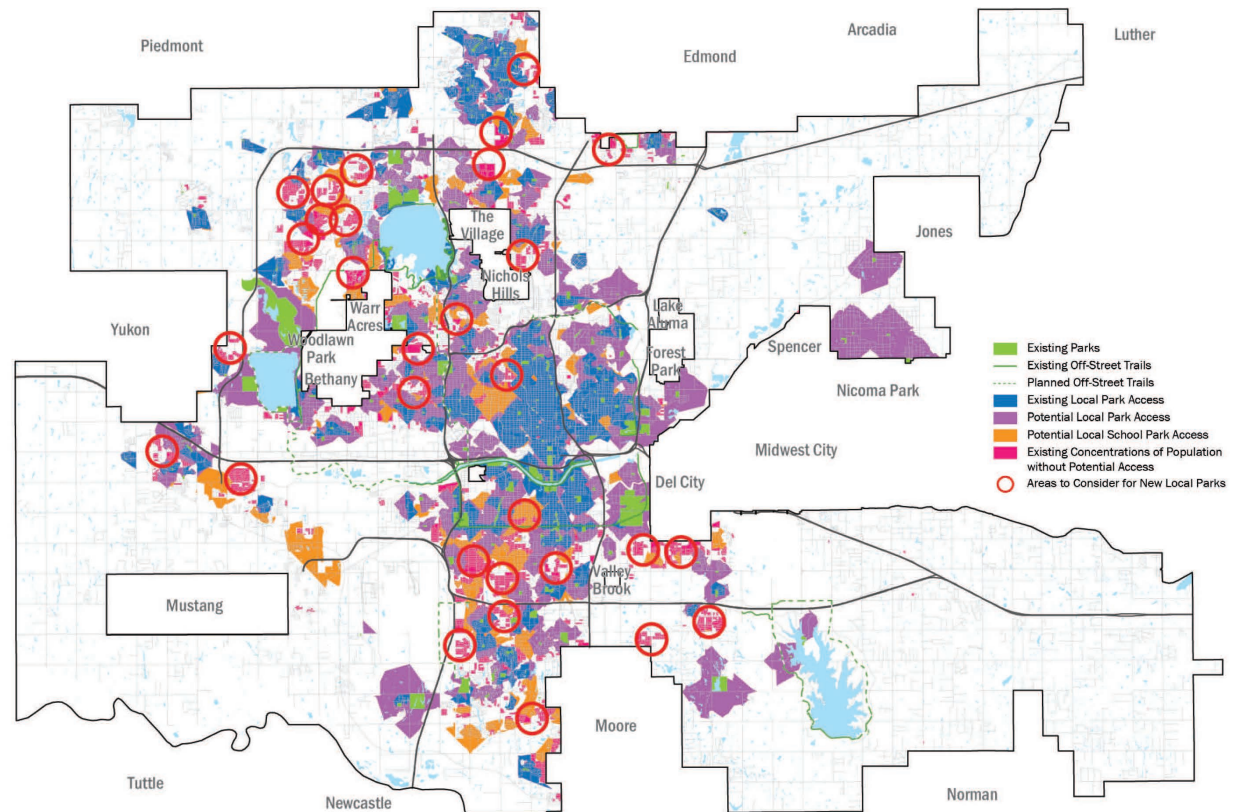 Piedmont
Edmond
Arcadia
Luther
The
Village
Nichols
Hills
Jones
Yukon
Warr
Acres
Woodlawn
Park
Bethany
Lake
Aluma
Forest
Park
Spencer
Nicoma Park
Midwest City
Del City
Valley
Brook
Mustang
Moore
Tuttle
Newcastle
Norman
Existing Parks
Existing Off-Street Trails
Planned Off-Street Trails
Existing Local Park Access
Potential Local Park Access
Potential Local School Park Access
Existing Concentrations of Population
without Potential Access
Areas to Consider for New Local Parks